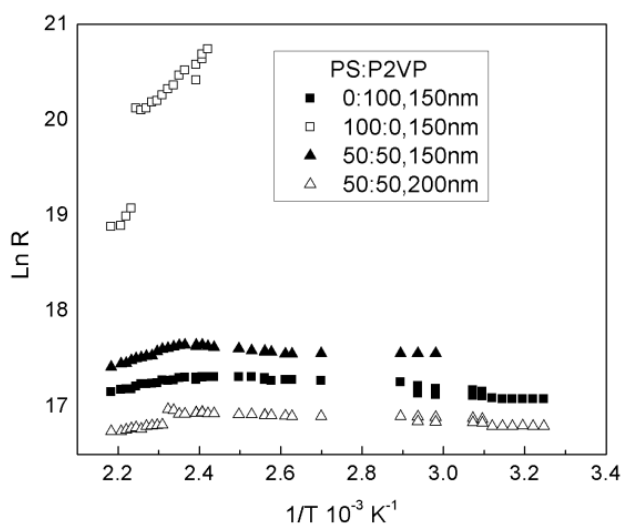 21
20
19
18
17
Ln R
PS:P2VP
0:100,150nm
100:0,150nm
50:50,150nm
50:50,200nm
2.2 2.4 2.6 2.8 3.0 3.2 3.4
1/T 10⁻³ K⁻¹